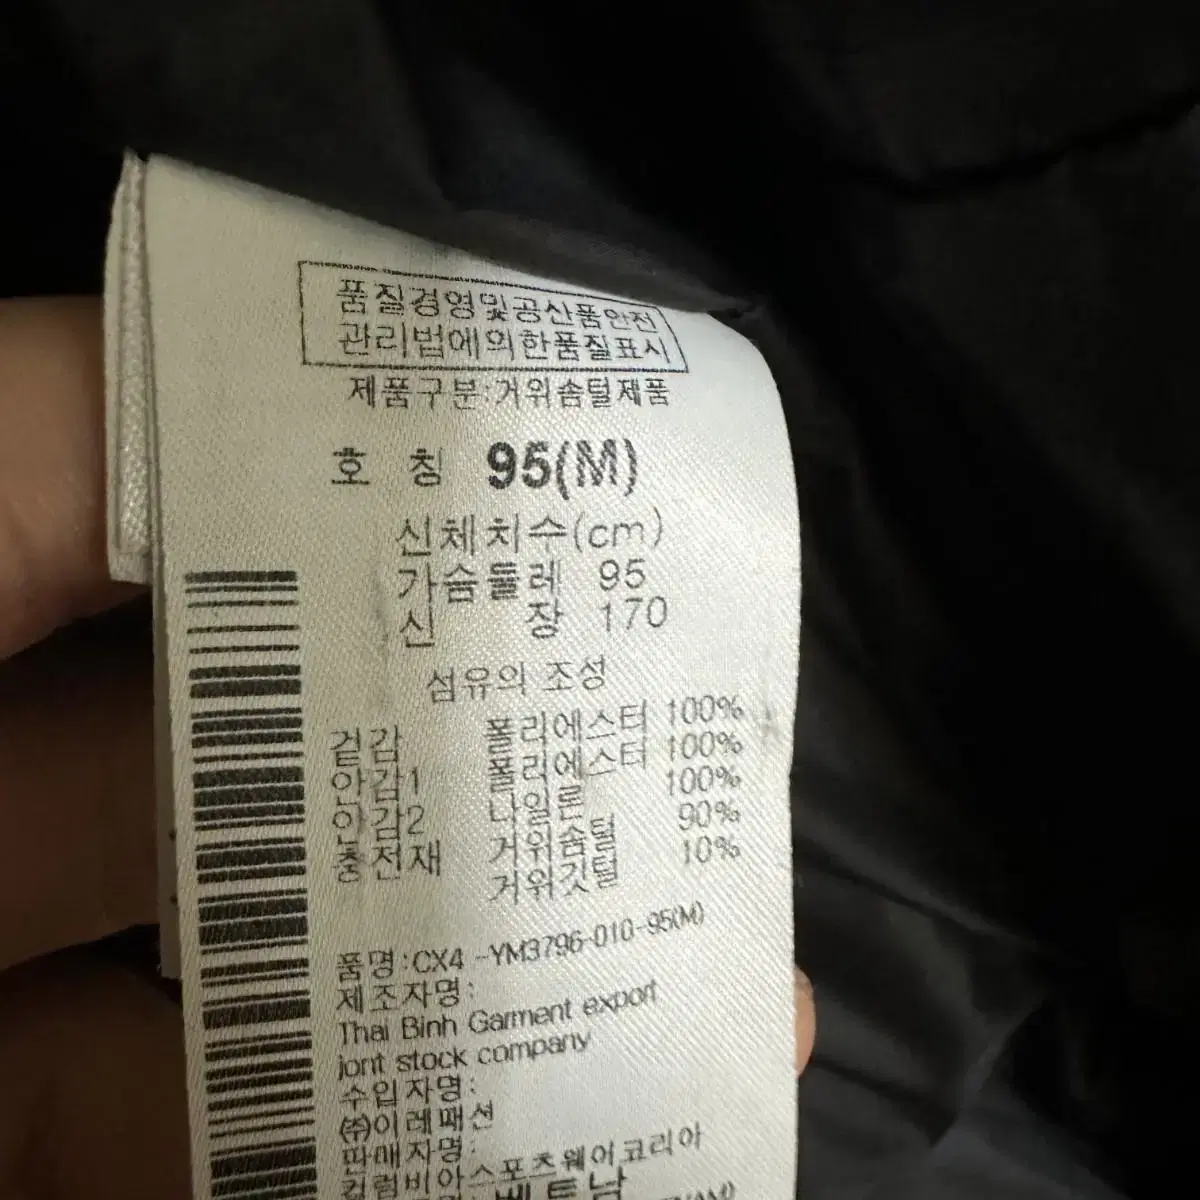 품질경영및공산품안전
관리법에의한품질표시
제품구분:거위솜털제품
호 칭 95(M)
신체치수(cm)
가슴둘레 95
신 장 170
섬유의 조성
겉감 폴리에스터 100%
안감1 폴리에스터 100%
안감2 나일론 100%
충전재 거위솜털 90%
거위깃털 10%
품명:CX4-YM3796-010-95(M)
제조자명:
Thai Binh Garment export
jont stock company
수입자명:
㈜이레패션
판매자명:
컬럼비아스포츠웨어코리아
베트남